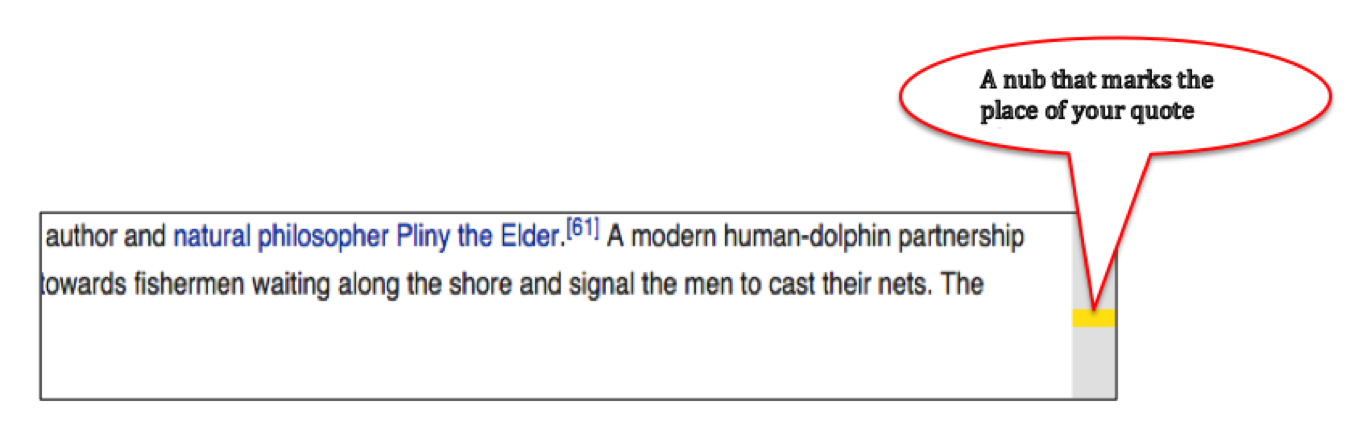 A nub that marks the
place of your quote
author and natural philosopher Pliny the Elder.[61] A modern human-dolphin partnership
towards fishermen waiting along the shore and signal the men to cast their nets. The